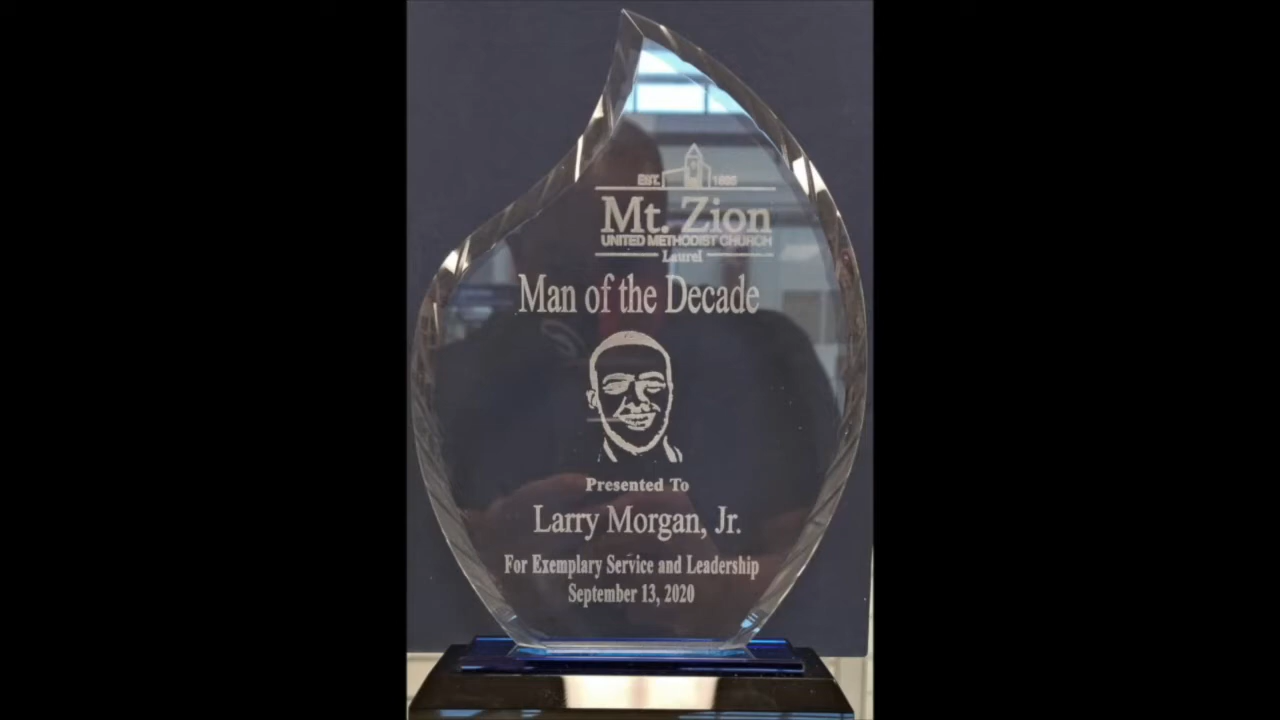 EST. 1895
Mt. Zion
UNITED METHODIST CHURCH
Laurel
Man of the Decade
Presented To
Larry Morgan, Jr.
For Exemplary Service and Leadership
September 13, 2020